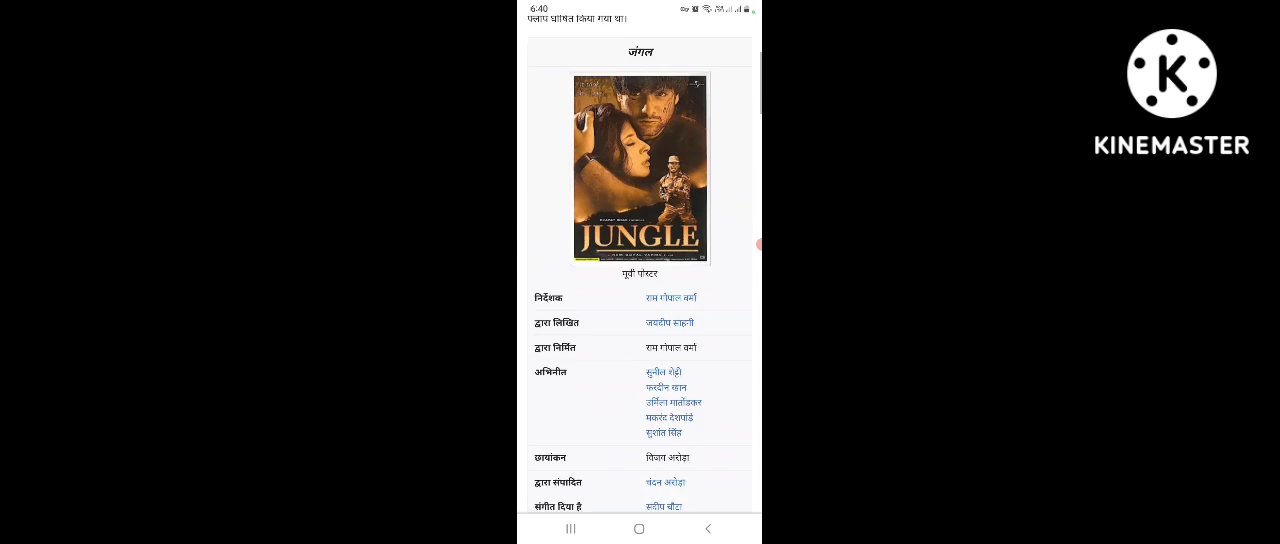 6:40
फ्लॉप घोषित किया गया था।
जंगल
JUNGLE
मूवी पोस्टर
निर्देशक राम गोपाल वर्मा
द्वारा लिखित जयदीप साहनी
द्वारा निर्मित राम गोपाल वर्मा
अभिनीत सुनील शेट्टी
फरदीन खान
उर्मिला मातोंडकर
मकरंद देशपांडे
सुशांत सिंह
छायांकन विजय अरोड़ा
द्वारा संपादित चंदन अरोड़ा
संगीत दिया है संदीप चौटा
K
KINEMASTER